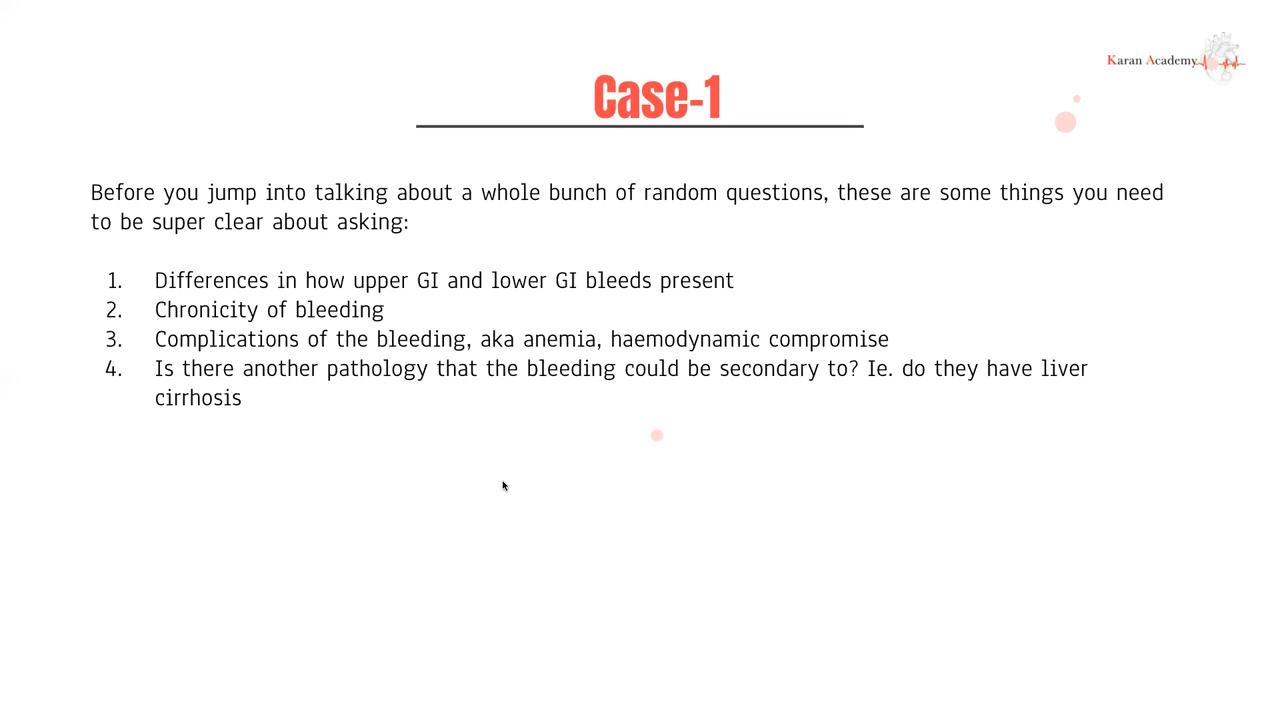 Karan Academy
Case-1
Before you jump into talking about a whole bunch of random questions, these are some things you need
to be super clear about asking:
1. Differences in how upper GI and lower GI bleeds present
2. Chronicity of bleeding
3. Complications of the bleeding, aka anemia, haemodynamic compromise
4. Is there another pathology that the bleeding could be secondary to? Ie. do they have liver
cirrhosis